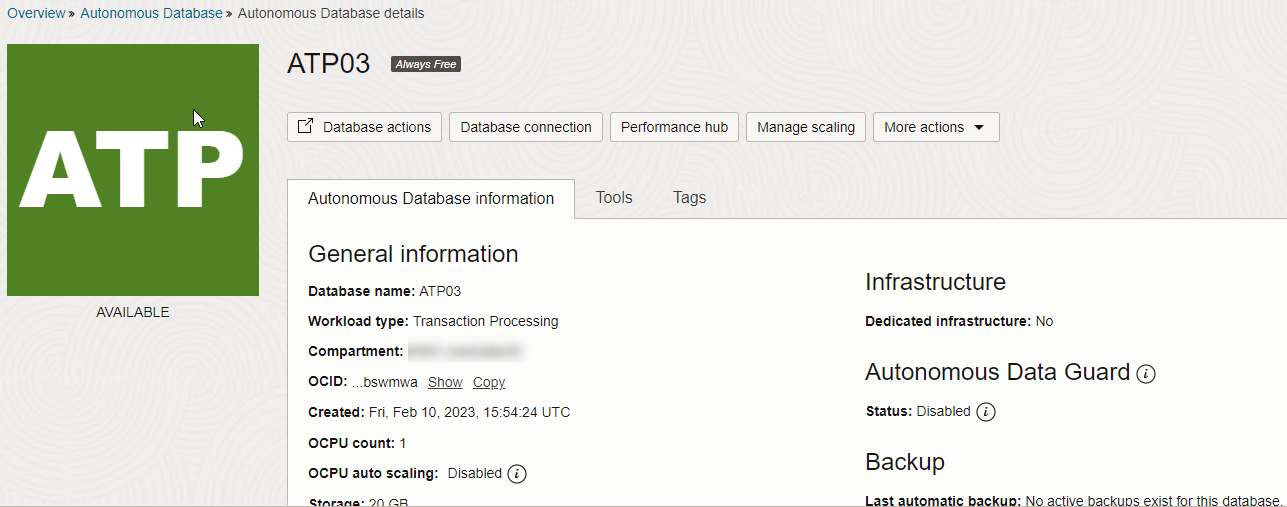 Overview » Autonomous Database » Autonomous Database details
ATP
AVAILABLE
ATP03 Always Free
Database actions Database connection Performance hub Manage scaling More actions
Autonomous Database information Tools Tags
General information
Database name: ATP03
Workload type: Transaction Processing
Compartment:
OCID: ...bswmwa Show Copy
Created: Fri, Feb 10, 2023, 15:54:24 UTC
OCPU count: 1
OCPU auto scaling: Disabled
Storage: 20 GB
Infrastructure
Dedicated infrastructure: No
Autonomous Data Guard
Status: Disabled
Backup
Last automatic backup: No active backups exist for this database.